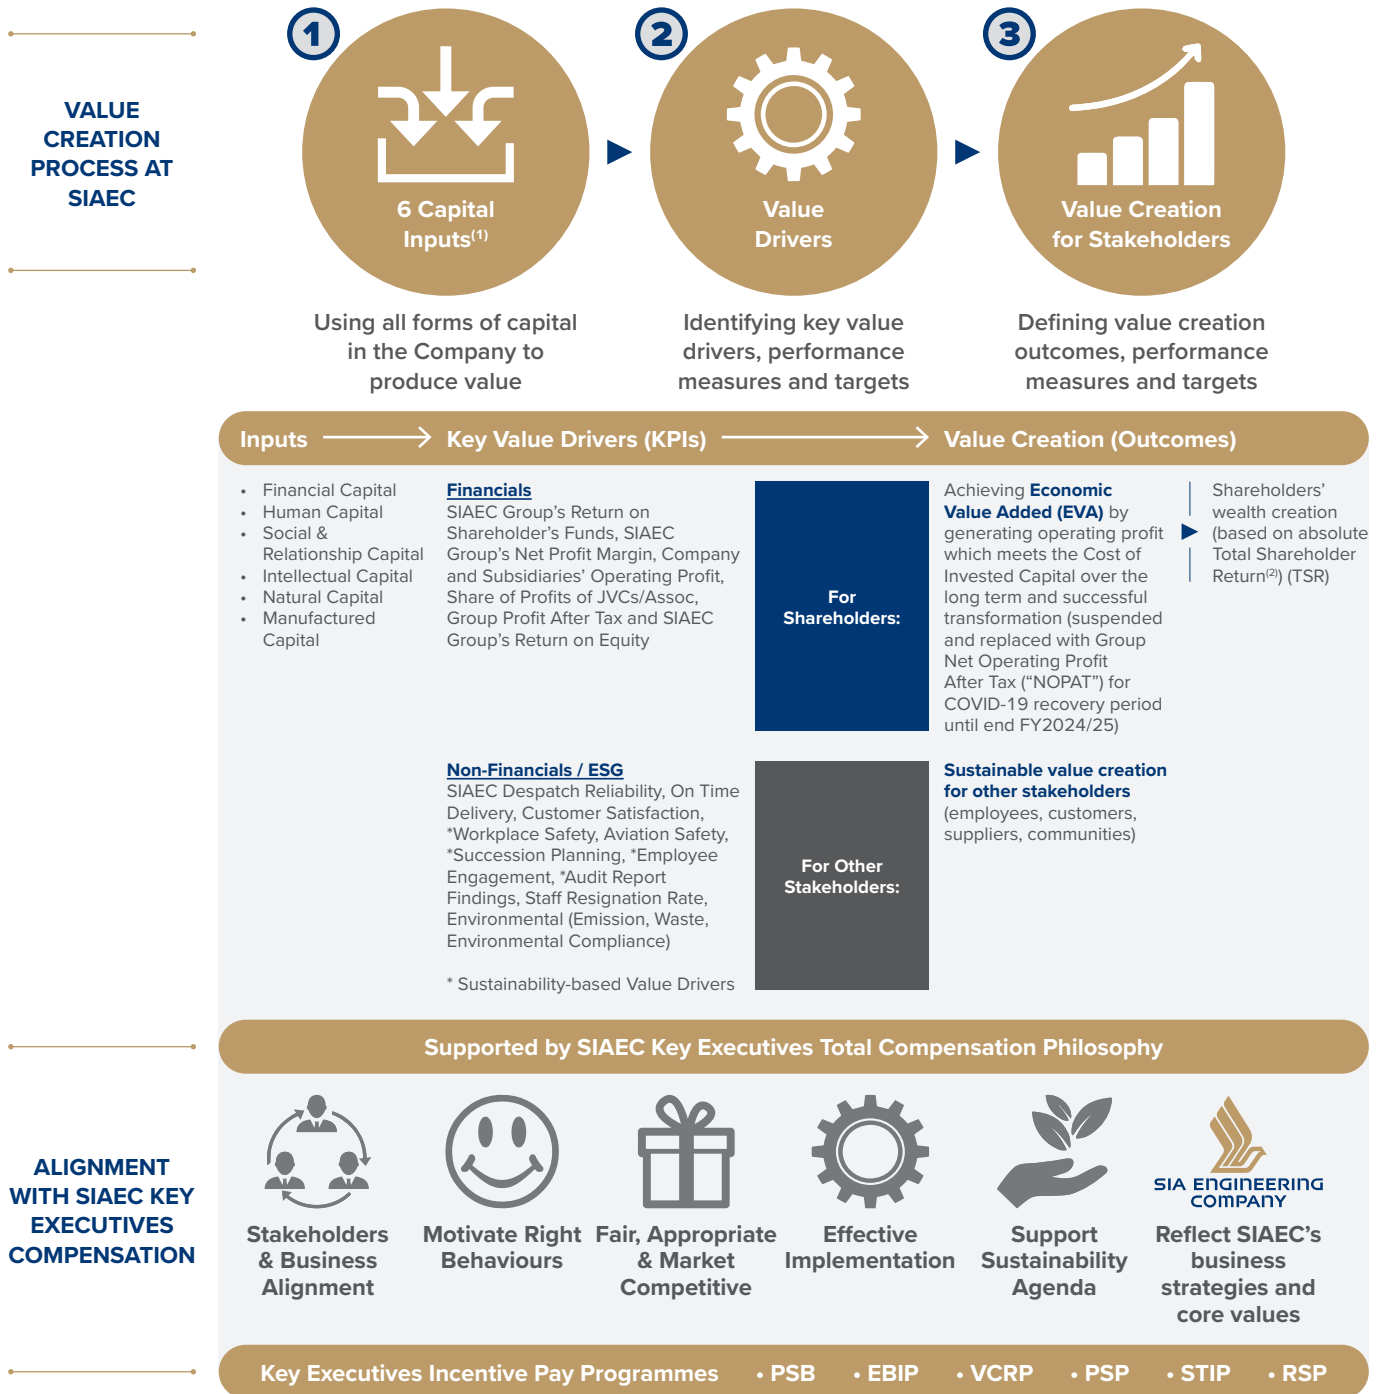 VALUE
CREATION
PROCESS AT
SIAEC
1
6 Capital
Inputs(1)
Using all forms of capital
in the Company to
produce value
2
Value
Drivers
Identifying key value
drivers, performance
measures and targets
3
Value Creation
for Stakeholders
Defining value creation
outcomes, performance
measures and targets
Inputs
Key Value Drivers (KPIs)
Value Creation (Outcomes)
• Financial Capital
• Human Capital
• Social &
Relationship Capital
• Intellectual Capital
• Natural Capital
• Manufactured
Capital
Financials
SIAEC Group’s Return on
Shareholder’s Funds, SIAEC
Group’s Net Profit Margin, Company
and Subsidiaries’ Operating Profit,
Share of Profits of JVCs/Assoc,
Group Profit After Tax and SIAEC
Group’s Return on Equity
For
Shareholders:
Achieving Economic
Value Added (EVA) by
generating operating profit
which meets the Cost of
Invested Capital over the
long term and successful
transformation (suspended
and replaced with Group
Net Operating Profit
After Tax (“NOPAT”) for
COVID-19 recovery period
until end FY2024/25)
Shareholders’
wealth creation
(based on absolute
Total Shareholder
Return(2)) (TSR)
Non-Financials / ESG
SIAEC Despatch Reliability, On Time
Delivery, Customer Satisfaction,
*Workplace Safety, Aviation Safety,
*Succession Planning, *Employee
Engagement, *Audit Report
Findings, Staff Resignation Rate,
Environmental (Emission, Waste,
Environmental Compliance)
* Sustainability-based Value Drivers
For Other
Stakeholders:
Sustainable value creation
for other stakeholders
(employees, customers,
suppliers, communities)
Supported by SIAEC Key Executives Total Compensation Philosophy
ALIGNMENT
WITH SIAEC KEY
EXECUTIVES
COMPENSATION
Stakeholders
& Business
Alignment
Motivate Right
Behaviours
Fair, Appropriate
& Market
Competitive
Effective
Implementation
Support
Sustainability
Agenda
SIA ENGINEERING
COMPANY
Reflect SIAEC’s
business
strategies and
core values
Key Executives Incentive Pay Programmes • PSB • EBIP • VCRP • PSP • STIP • RSP